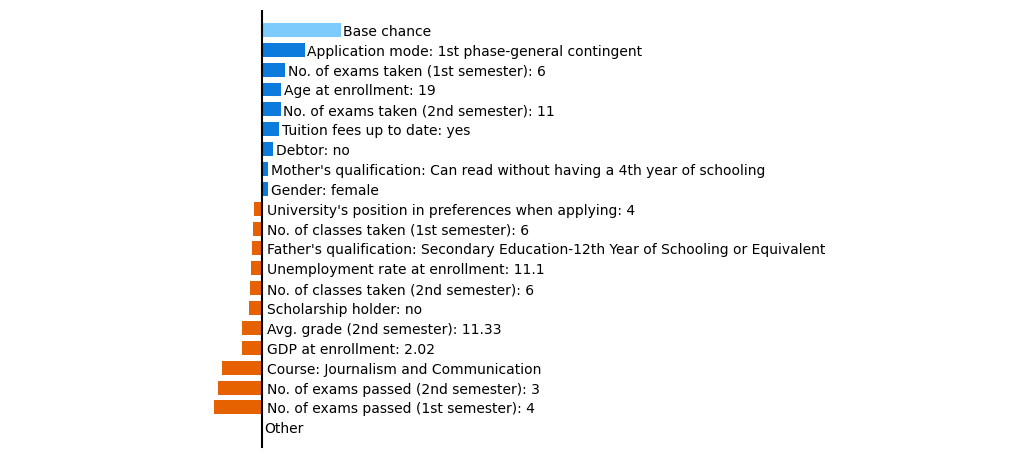 Base chance
Application mode: 1st phase-general contingent
No. of exams taken (1st semester): 6
Age at enrollment: 19
No. of exams taken (2nd semester): 11
Tuition fees up to date: yes
Debtor: no
Mother's qualification: Can read without having a 4th year of schooling
Gender: female
University's position in preferences when applying: 4
No. of classes taken (1st semester): 6
Father's qualification: Secondary Education-12th Year of Schooling or Equivalent
Unemployment rate at enrollment: 11.1
No. of classes taken (2nd semester): 6
Scholarship holder: no
Avg. grade (2nd semester): 11.33
GDP at enrollment: 2.02
Course: Journalism and Communication
No. of exams passed (2nd semester): 3
No. of exams passed (1st semester): 4
Other